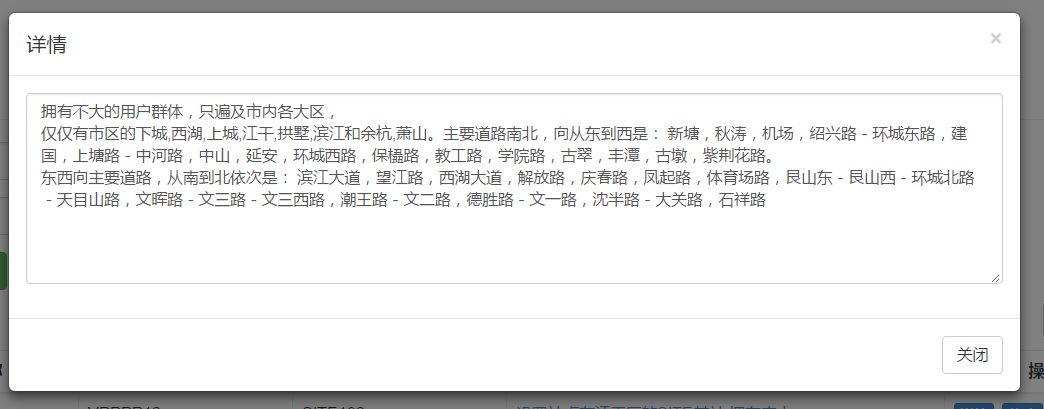 详情
×
拥有不大的用户群体，只遍及市内各大区，
仅仅有市区的下城,西湖,上城,江干,拱墅,滨江和余杭,萧山。主要道路南北，向从东到西是： 新塘，秋涛，机场，绍兴路－环城东路，建
国，上塘路－中河路，中山，延安，环城西路，保橻路，教工路，学院路，古翠，丰潭，古墩，紫荆花路。
东西向主要道路，从南到北依次是： 滨江大道，望江路，西湖大道，解放路，庆春路，凤起路，体育场路，艮山东－艮山西－环城北路
－天目山路，文晖路－文三路－文三西路，潮王路－文二路，德胜路－文一路，沈半路－大关路，石祥路
关闭
操